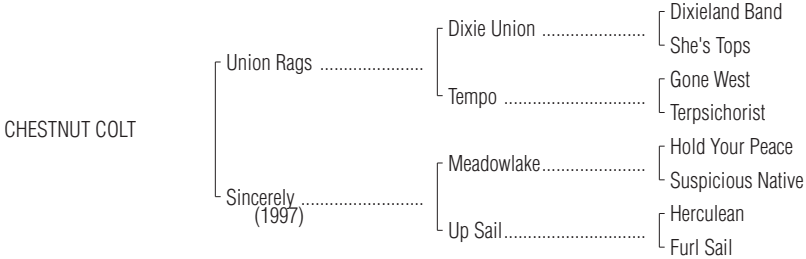 Dixieland Band
Dixie Union ......................
She's Tops
Union Rags ......................
Gone West
Tempo ..............................
Terpsichorist
CHESTNUT COLT
Hold Your Peace
Meadowlake......................
Suspicious Native
Sincerely ..........................
(1997)
Herculean
Up Sail..............................
Furl Sail